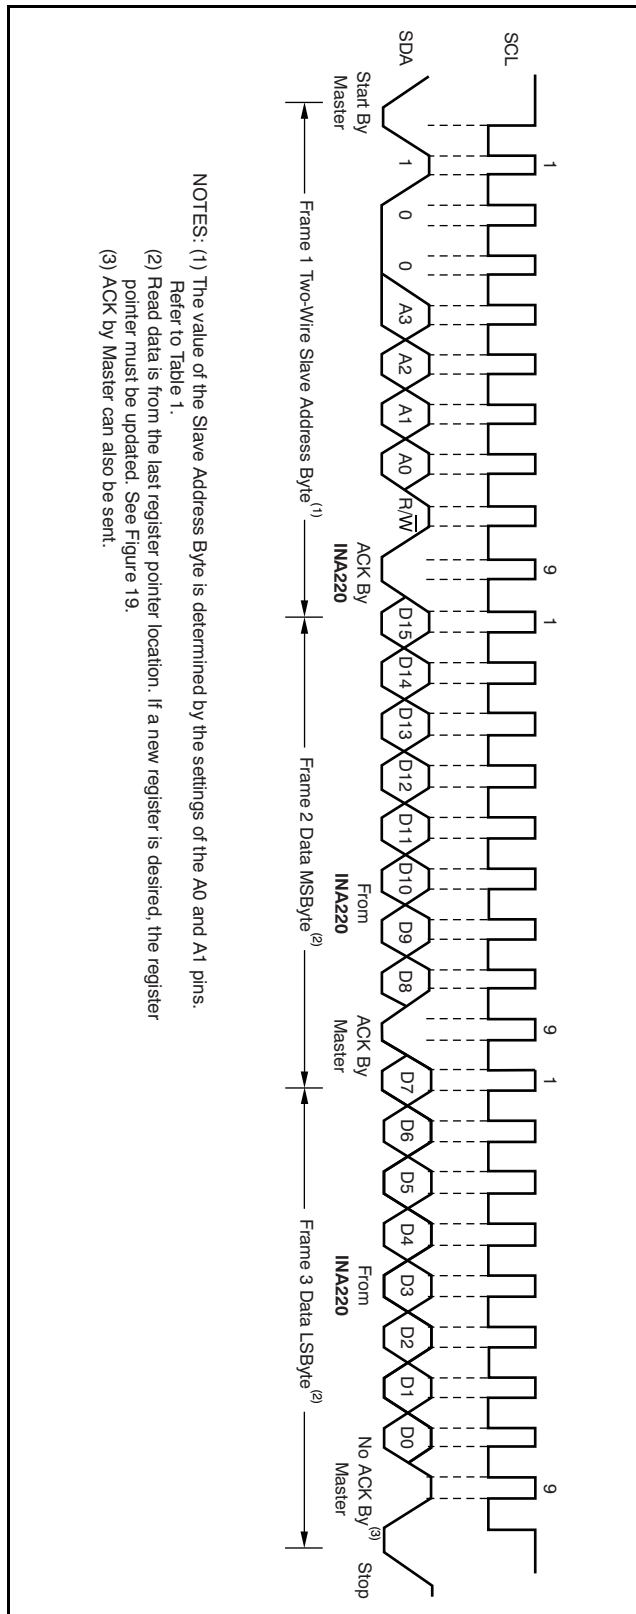 1 9 1 9 1 9
SCL
SDA 1 0 0 A3 A2 A1 A0 R/W̅ D15 D14 D13 D12 D11 D10 D9 D8 D7 D6 D5 D4 D3 D2 D1 D0
Start By
Master
ACK By
INA220
From
INA220
ACK By
Master
From
INA220
No ACK By(3)
Master
Stop
Frame 1 Two-Wire Slave Address Byte(1)
Frame 2 Data MSByte(2)
Frame 3 Data LSByte(2)
NOTES: (1) The value of the Slave Address Byte is determined by the settings of the A0 and A1 pins.
Refer to Table 1.
(2) Read data is from the last register pointer location. If a new register is desired, the register
pointer must be updated. See Figure 19.
(3) ACK by Master can also be sent.